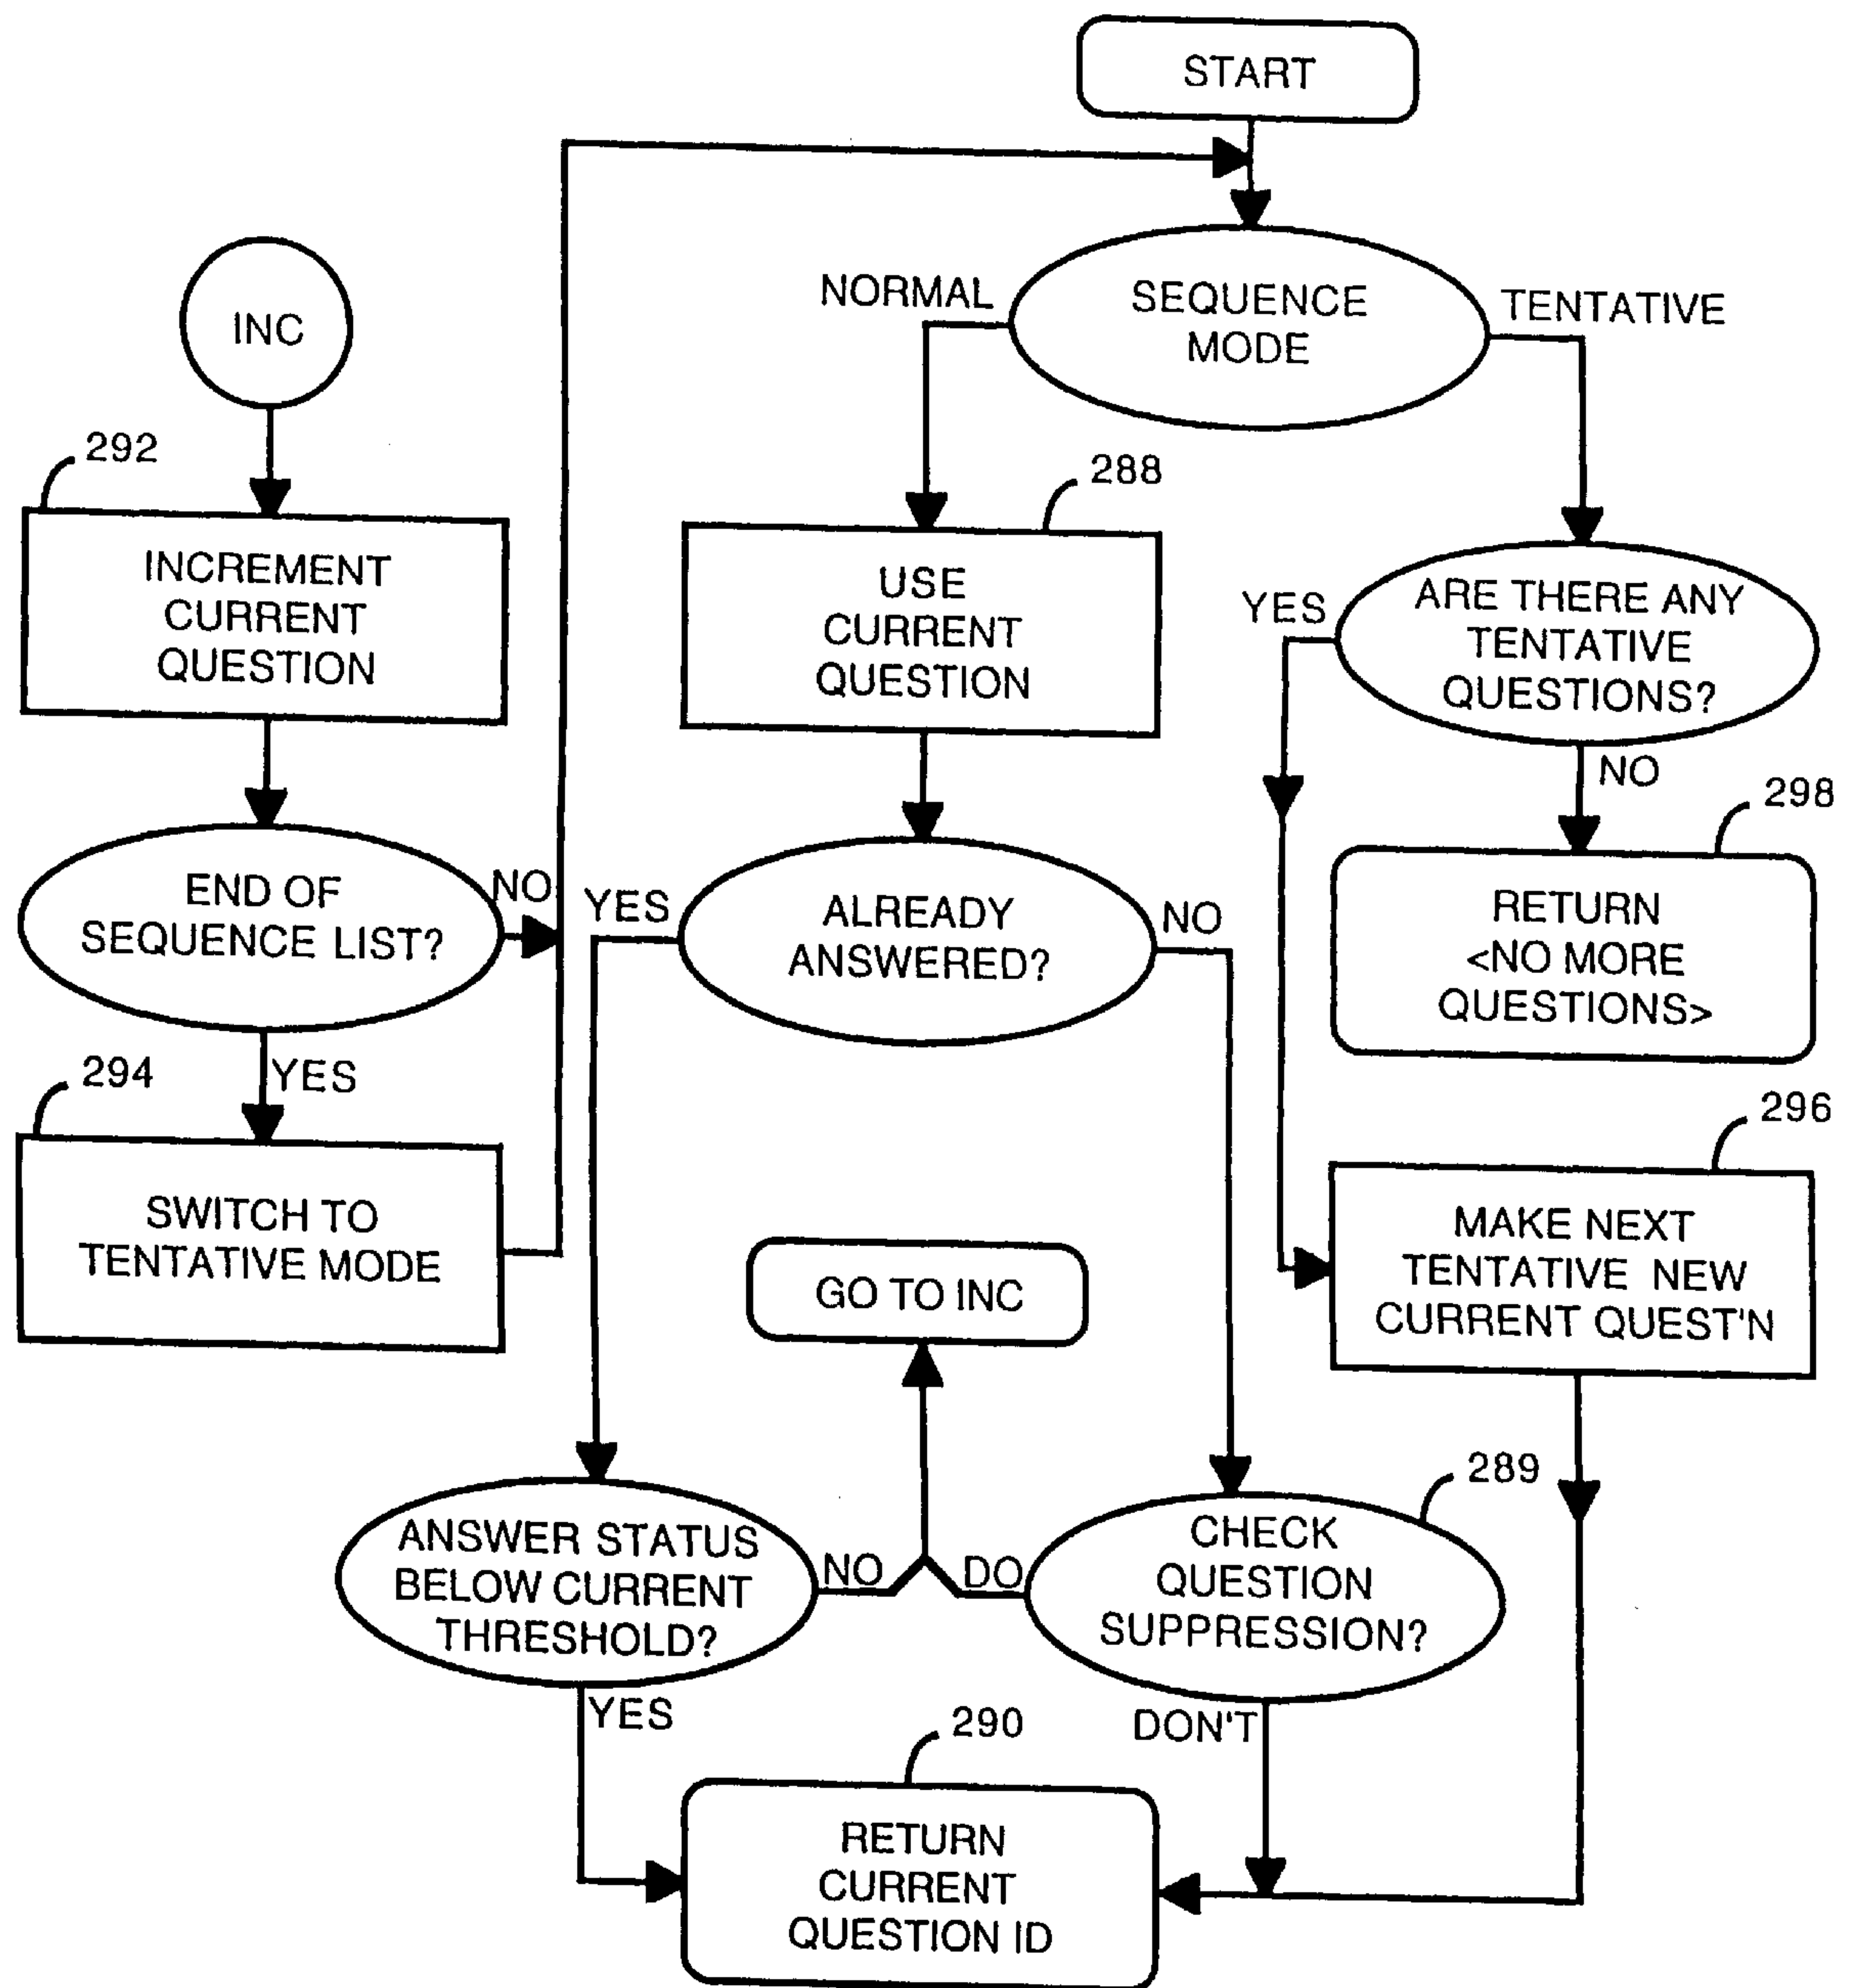 START
SEQUENCE
MODE
NORMAL
TENTATIVE
INC
292
INCREMENT
CURRENT
QUESTION
288
USE
CURRENT
QUESTION
ARE THERE ANY
TENTATIVE
QUESTIONS?
YES
NO
298
RETURN
<NO MORE
QUESTIONS>
END OF
SEQUENCE LIST?
NO
YES
ALREADY
ANSWERED?
YES
NO
294
SWITCH TO
TENTATIVE MODE
296
MAKE NEXT
TENTATIVE NEW
CURRENT QUEST'N
GO TO INC
ANSWER STATUS
BELOW CURRENT
THRESHOLD?
NO
DO
289
CHECK
QUESTION
SUPPRESSION?
YES
DON'T
290
RETURN
CURRENT
QUESTION ID